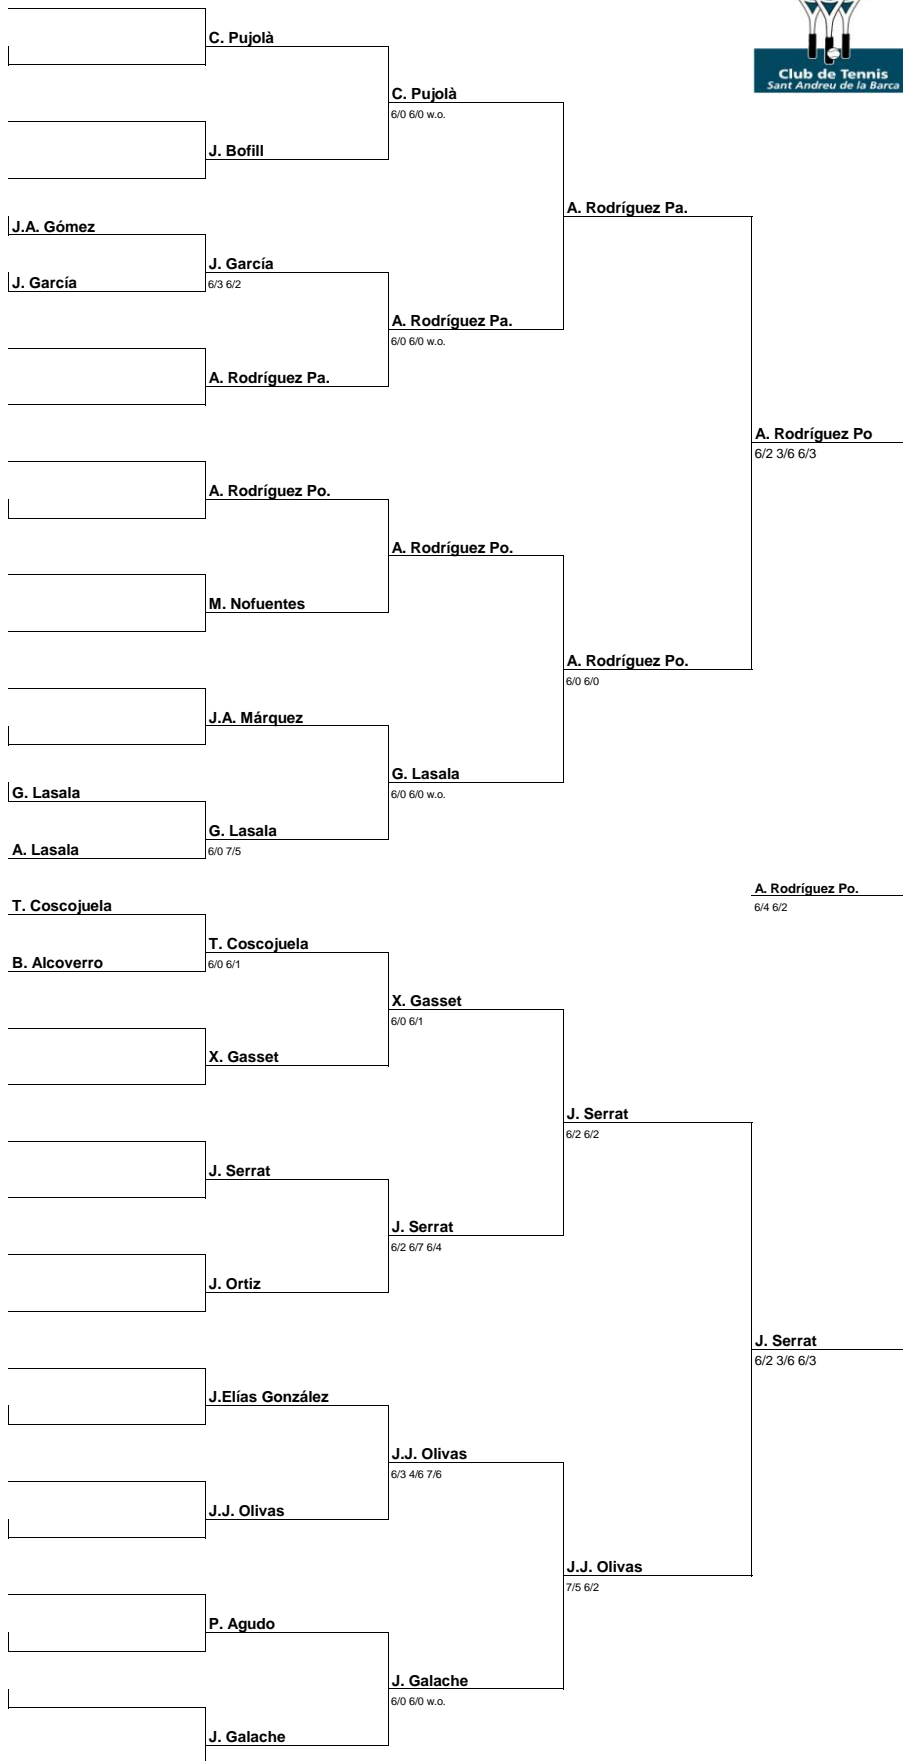 Club de Tennis
Sant Andreu de la Barca
C. Pujolà
C. Pujolà
6/0 6/0 w.o.
J. Bofill
A. Rodríguez Pa.
J.A. Gómez
J. García
J. García
6/3 6/2
A. Rodríguez Pa.
6/0 6/0 w.o.
A. Rodríguez Pa.
A. Rodríguez Po
6/2 3/6 6/3
A. Rodríguez Po.
A. Rodríguez Po.
M. Nofuentes
A. Rodríguez Po.
6/0 6/0
J.A. Márquez
G. Lasala
6/0 6/0 w.o.
G. Lasala
G. Lasala
6/0 7/5
A. Lasala
A. Rodríguez Po.
6/4 6/2
T. Coscojuela
T. Coscojuela
6/0 6/1
B. Alcoverro
X. Gasset
6/0 6/1
X. Gasset
J. Serrat
6/2 6/2
J. Serrat
J. Serrat
6/2 6/7 6/4
J. Ortiz
J. Serrat
6/2 3/6 6/3
J.Elías González
J.J. Olivas
6/3 4/6 7/6
J.J. Olivas
J.J. Olivas
7/5 6/2
P. Agudo
J. Galache
6/0 6/0 w.o.
J. Galache